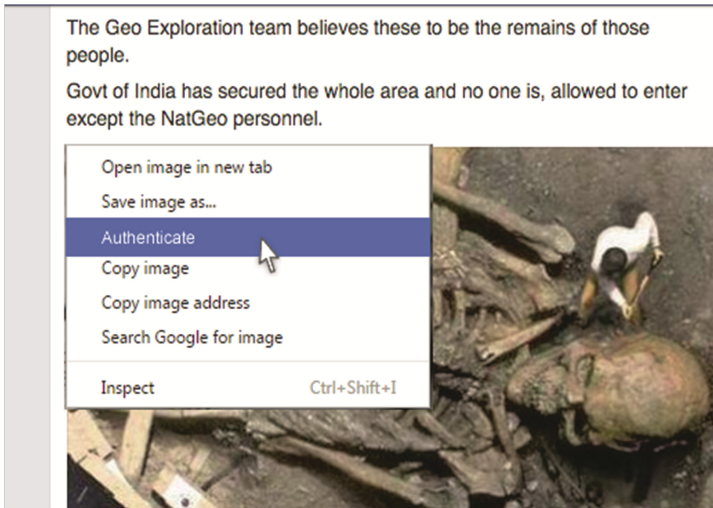 The Geo Exploration team believes these to be the remains of those
people.
Govt of India has secured the whole area and no one is, allowed to enter
except the NatGeo personnel.
Open image in new tab
Save image as...
Authenticate
Copy image
Copy image address
Search Google for image
Inspect Ctrl+Shift+I